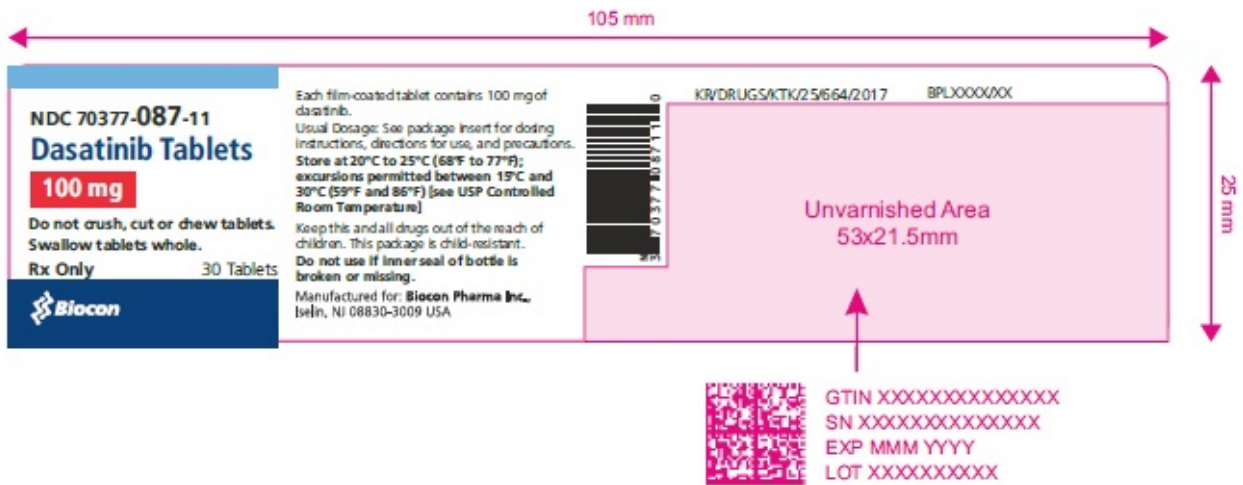 105 mm
NDC 70377-087-11
Dasatinib Tablets
100 mg
Do not crush, cut or chew tablets.
Swallow tablets whole.
Rx Only
30 Tablets
Biocon
Each film-coated tablet contains 100 mg of
dasatinib.
Usual Dosage: See package insert for dosing
instructions, directions for use, and precautions.
Store at 20°C to 25°C (68°F to 77°F);
excursions permitted between 15°C and
30°C (59°F and 86°F) [see USP Controlled
Room Temperature]
Keep this and all drugs out of the reach of
children. This package is child-resistant.
Do not use if inner seal of bottle is
broken or missing.
Manufactured for: Biocon Pharma Inc.,
Iselin, NJ 08830-3009 USA
70377 08711 0
KR/DRUGS/KTK/25/664/2017
BPLXXXX/XX
Unvarnished Area
53x21.5mm
25 mm
GTIN XXXXXXXXXXXXXX
SN XXXXXXXXXXXXXX
EXP MMM YYYY
LOT XXXXXXXXXX